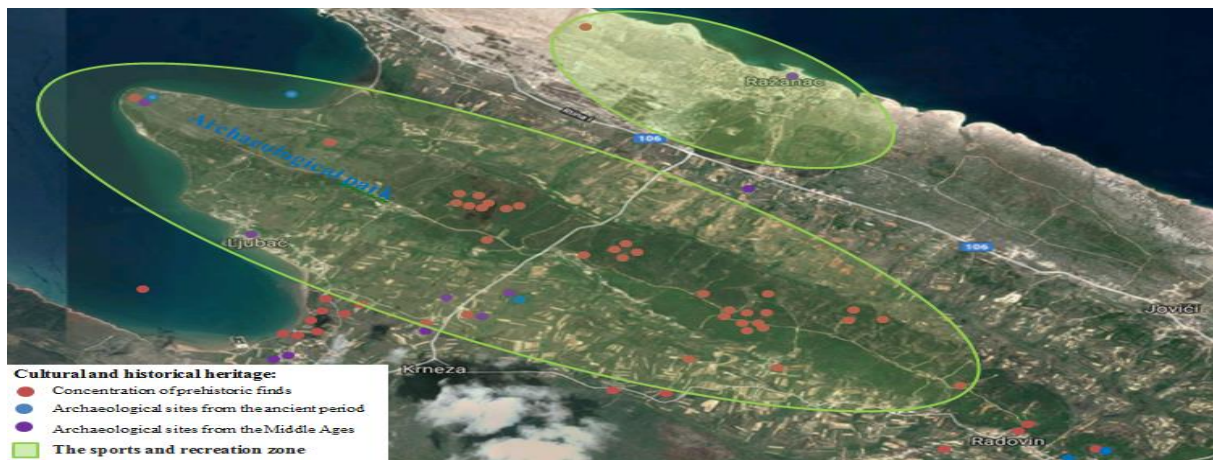 Ražanac
Ruha I
106
Archaeological park
Ljubač
106
Jovići
Krneza
Radovin
Cultural and historical heritage:
Concentration of prehistoric finds
Archaeological sites from the ancient period
Archaeological sites from the Middle Ages
The sports and recreation zone